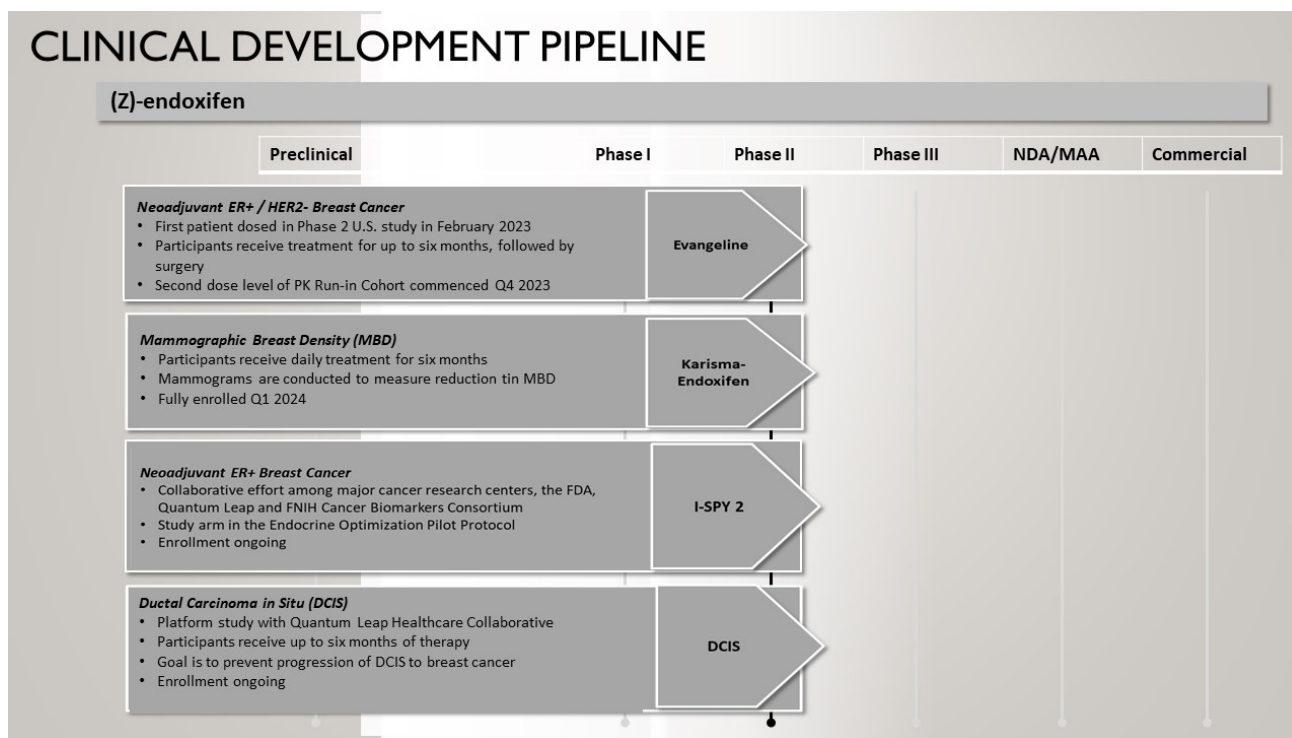 CLINICAL DEVELOPMENT PIPELINE
(Z)-endoxifen
Preclinical Phase I Phase II Phase III NDA/MAA Commercial
Neoadjuvant ER+ / HER2- Breast Cancer
• First patient dosed in Phase 2 U.S. study in February 2023
• Participants receive treatment for up to six months, followed by
surgery
• Second dose level of PK Run-in Cohort commenced Q4 2023
Evangeline
Mammographic Breast Density (MBD)
• Participants receive daily treatment for six months
• Mammograms are conducted to measure reduction tin MBD
• Fully enrolled Q1 2024
Karisma-
Endoxifen
Neoadjuvant ER+ Breast Cancer
• Collaborative effort among major cancer research centers, the FDA,
Quantum Leap and FNIH Cancer Biomarkers Consortium
• Study arm in the Endocrine Optimization Pilot Protocol
• Enrollment ongoing
I-SPY 2
Ductal Carcinoma in Situ (DCIS)
• Platform study with Quantum Leap Healthcare Collaborative
• Participants receive up to six months of therapy
• Goal is to prevent progression of DCIS to breast cancer
• Enrollment ongoing
DCIS